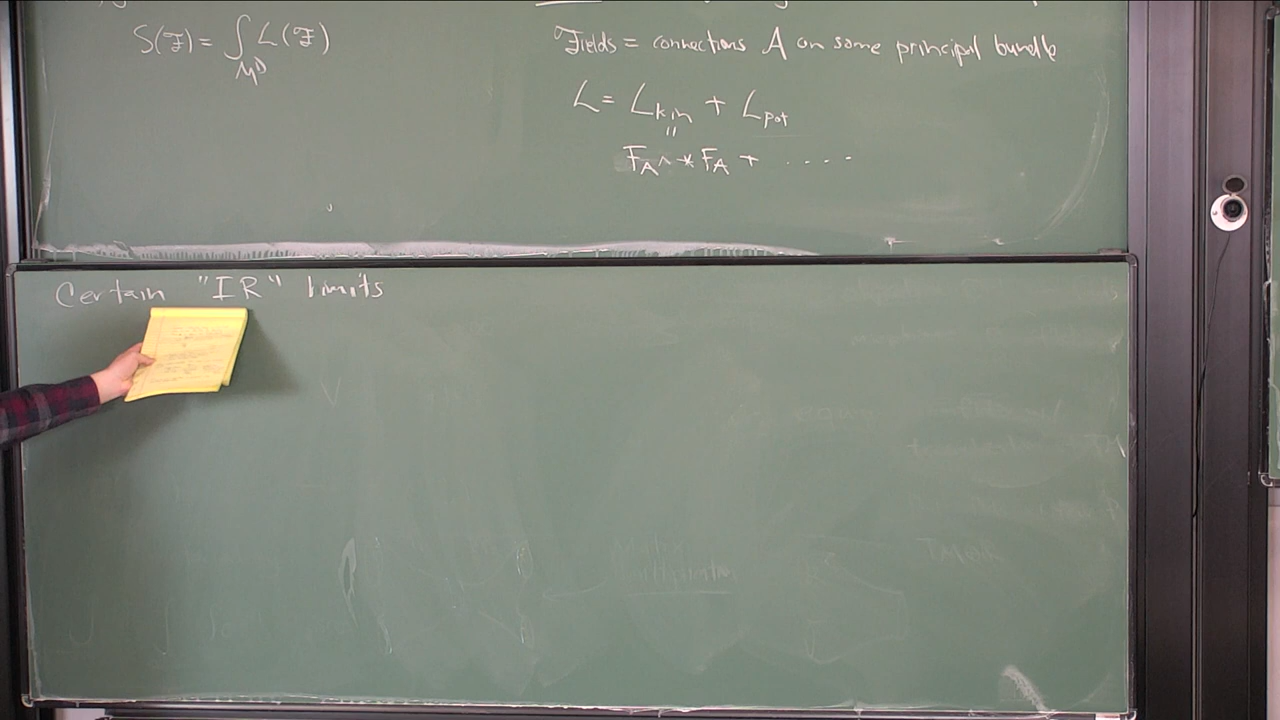 S(ℱ) = ∫_{M^D} L(ℱ)
Fields = connections A on some principal bundle
L = L_kin + L_pot
"
F_A ∧ * F_A + . . . . .
Certain "IR" limits